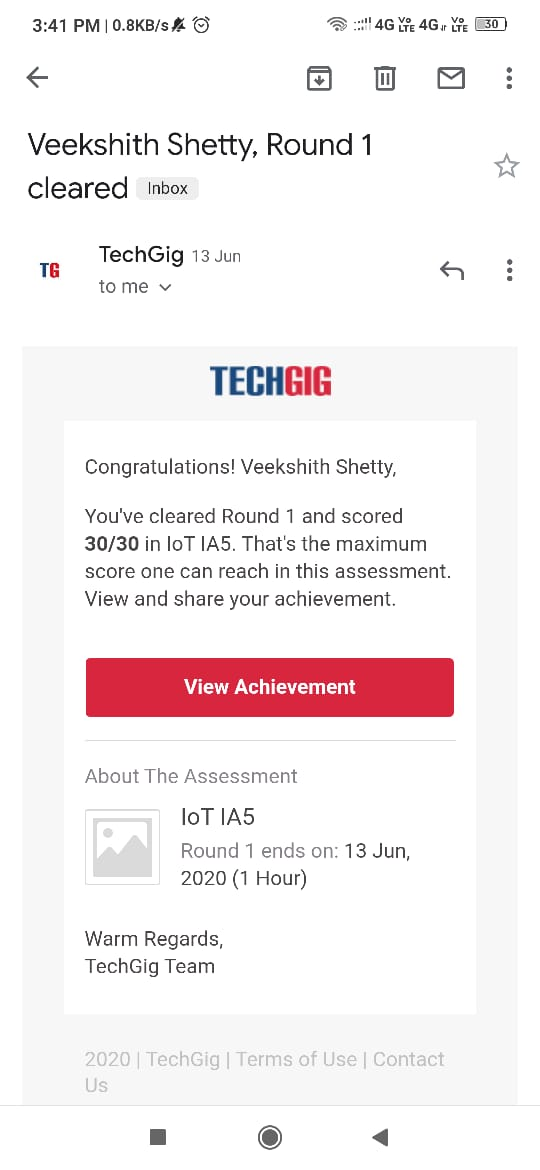 3:41 PM | 0.8KB/s
4G Vo LTE 4G Vo LTE 30
Veekshith Shetty, Round 1
cleared Inbox
TG
TechGig 13 Jun
to me
TECHGIG
Congratulations! Veekshith Shetty,
You've cleared Round 1 and scored
30/30 in IoT IA5. That's the maximum
score one can reach in this assessment.
View and share your achievement.
View Achievement
About The Assessment
IoT IA5
Round 1 ends on: 13 Jun,
2020 (1 Hour)
Warm Regards,
TechGig Team
2020 | TechGig | Terms of Use | Contact
Us